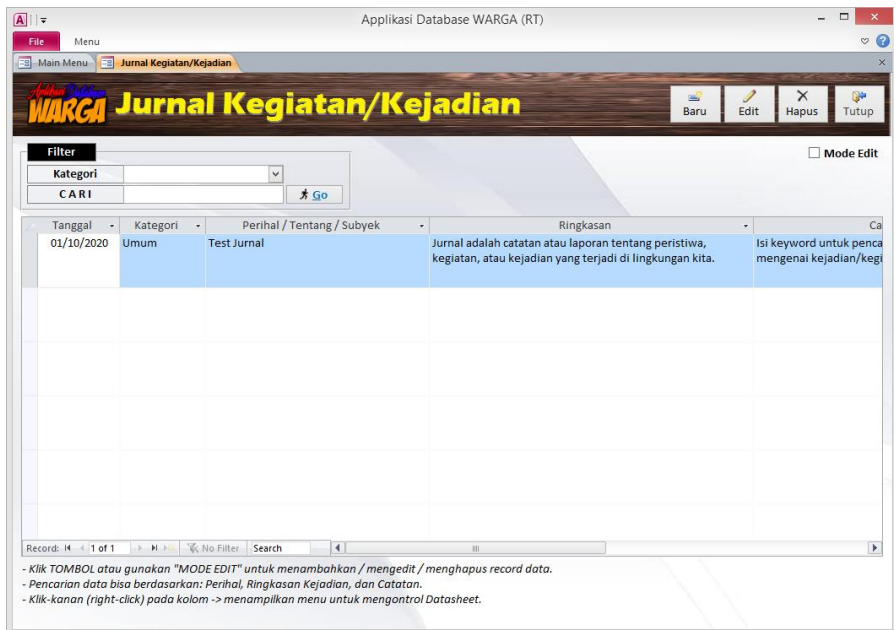 Applikasi Database WARGA (RT)
File Menu
Main Menu Jurnal Kegiatan/Kejadian
Aplikasi Database
WARGA Jurnal Kegiatan/Kejadian
Baru Edit Hapus Tutup
Filter
Mode Edit
Kategori
CARI Go
Tanggal Kategori Perihal / Tentang / Subyek Ringkasan Ca
01/10/2020 Umum Test Jurnal Jurnal adalah catatan atau laporan tentang peristiwa, Isi keyword untuk penca
kegiatan, atau kejadian yang terjadi di lingkungan kita. mengenai kejadian/kegi
Record: 1 of 1 No Filter Search
- Klik TOMBOL atau gunakan "MODE EDIT" untuk menambahkan / mengedit / menghapus record data.
- Pencarian data bisa berdasarkan: Perihal, Ringkasan Kejadian, dan Catatan.
- Klik-kanan (right-click) pada kolom -> menampilkan menu untuk mengontrol Datasheet.